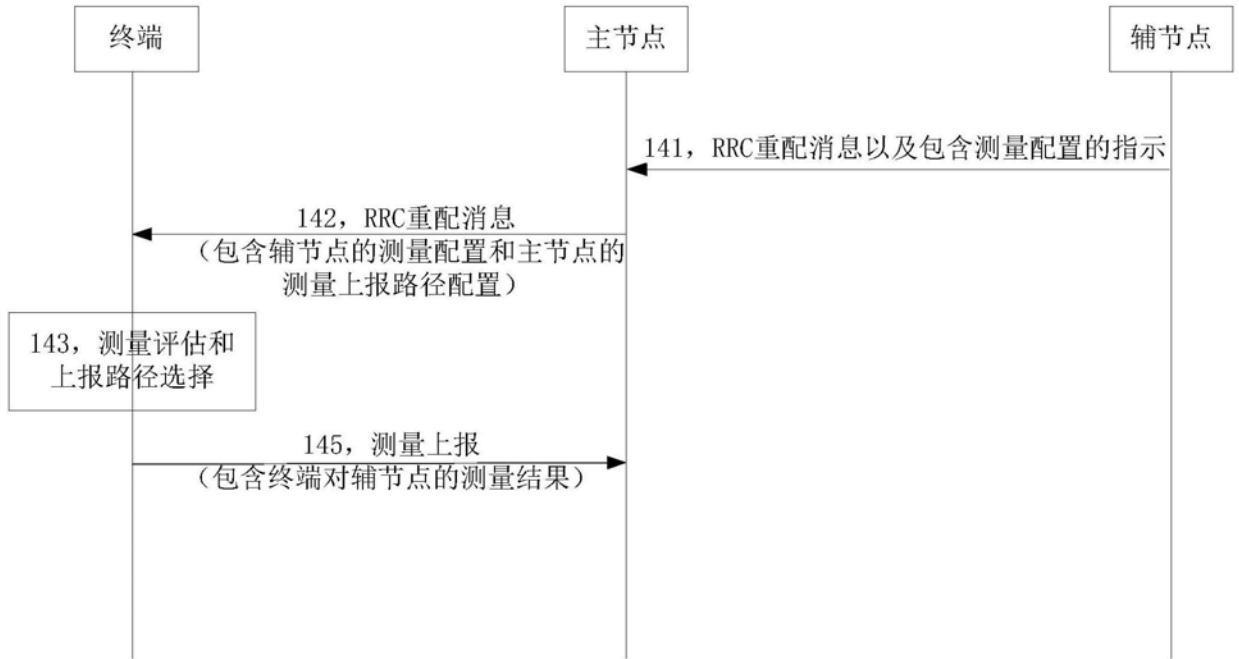 终端
主节点
辅节点
141，RRC重配消息以及包含测量配置的指示
142，RRC重配消息
（包含辅节点的测量配置和主节点的
测量上报路径配置）
143，测量评估和
上报路径选择
145，测量上报
（包含终端对辅节点的测量结果）